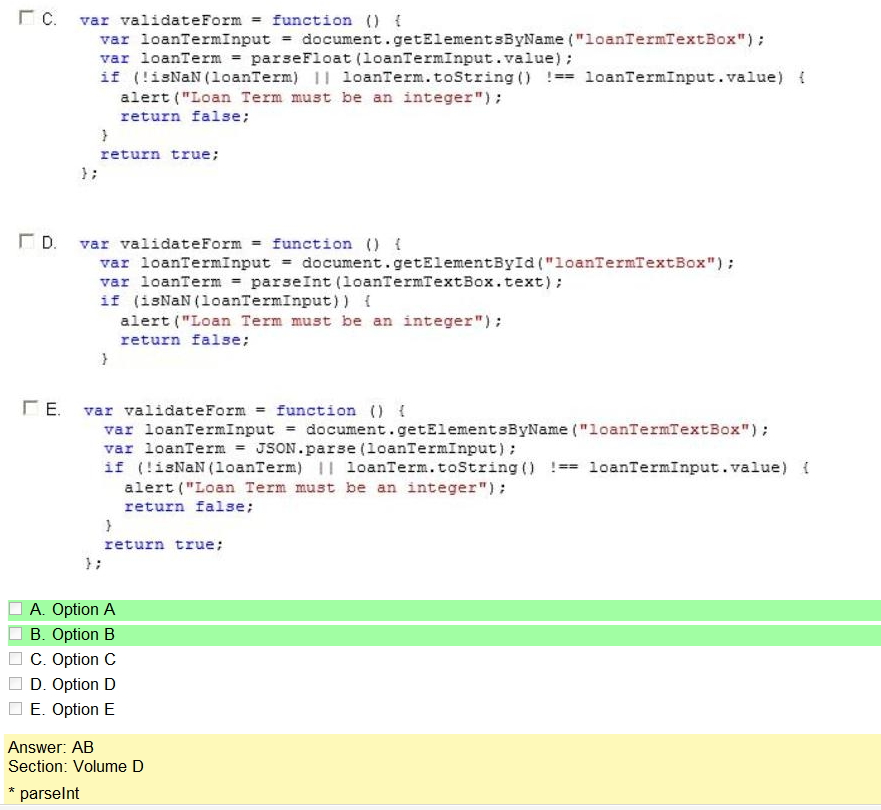 C. var validateForm = function () {
var loanTermInput = document.getElementsByName("loanTermTextBox");
var loanTerm = parseFloat(loanTermInput.value);
if (!isNaN(loanTerm) || loanTerm.toString() !== loanTermInput.value) {
alert("Loan Term must be an integer");
return false;
}
return true;
};
D. var validateForm = function () {
var loanTermInput = document.getElementById("loanTermTextBox");
var loanTerm = parseInt(loanTermTextBox.text);
if (isNaN(loanTermInput)) {
alert("Loan Term must be an integer");
return false;
}
E. var validateForm = function () {
var loanTermInput = document.getElementsByName("loanTermTextBox");
var loanTerm = JSON.parse(loanTermInput);
if (!isNaN(loanTerm) || loanTerm.toString() !== loanTermInput.value) {
alert("Loan Term must be an integer");
return false;
}
return true;
};
A. Option A
B. Option B
C. Option C
D. Option D
E. Option E
Answer: AB
Section: Volume D
* parseInt